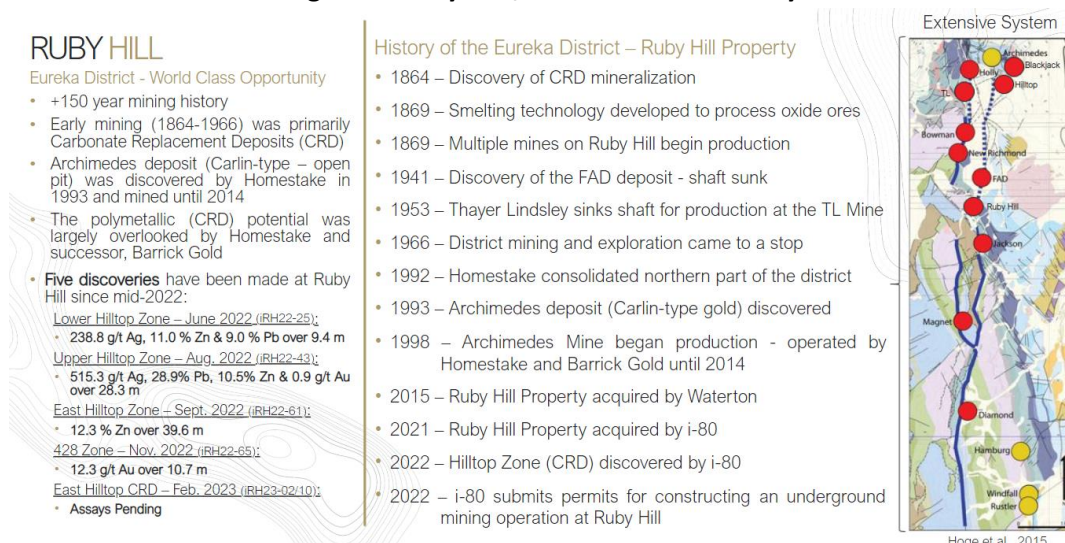 RUBY HILL
Eureka District - World Class Opportunity
• +150 year mining history
• Early mining (1864-1966) was primarily
Carbonate Replacement Deposits (CRD)
• Archimedes deposit (Carlin-type – open
pit) was discovered by Homestake in
1993 and mined until 2014
• The polymetallic (CRD) potential was
largely overlooked by Homestake and
successor, Barrick Gold
• Five discoveries have been made at Ruby
Hill since mid-2022:
Lower Hilltop Zone – June 2022 (iRH22-25):
• 238.8 g/t Ag, 11.0 % Zn & 9.0 % Pb over 9.4 m
Upper Hilltop Zone – Aug. 2022 (iRH22-43):
• 515.3 g/t Ag, 28.9% Pb, 10.5% Zn & 0.9 g/t Au
over 28.3 m
East Hilltop Zone – Sept. 2022 (iRH22-61):
• 12.3 % Zn over 39.6 m
428 Zone – Nov. 2022 (iRH22-65):
• 12.3 g/t Au over 10.7 m
East Hilltop CRD – Feb. 2023 (iRH23-02/10):
• Assays Pending
History of the Eureka District – Ruby Hill Property
• 1864 – Discovery of CRD mineralization
• 1869 – Smelting technology developed to process oxide ores
• 1869 – Multiple mines on Ruby Hill begin production
• 1941 – Discovery of the FAD deposit - shaft sunk
• 1953 – Thayer Lindsley sinks shaft for production at the TL Mine
• 1966 – District mining and exploration came to a stop
• 1992 – Homestake consolidated northern part of the district
• 1993 – Archimedes deposit (Carlin-type gold) discovered
• 1998 – Archimedes Mine began production - operated by
Homestake and Barrick Gold until 2014
• 2015 – Ruby Hill Property acquired by Waterton
• 2021 – Ruby Hill Property acquired by i-80
• 2022 – Hilltop Zone (CRD) discovered by i-80
• 2022 – i-80 submits permits for constructing an underground
mining operation at Ruby Hill
Extensive System
Archimedes
Blackjack
Holly
Hilltop
TL
Bowman
New Richmond
FAD
Ruby Hill
Jackson
Magnet
Diamond
Hamburg
Windfall
Rustler
Hoge et al., 2015